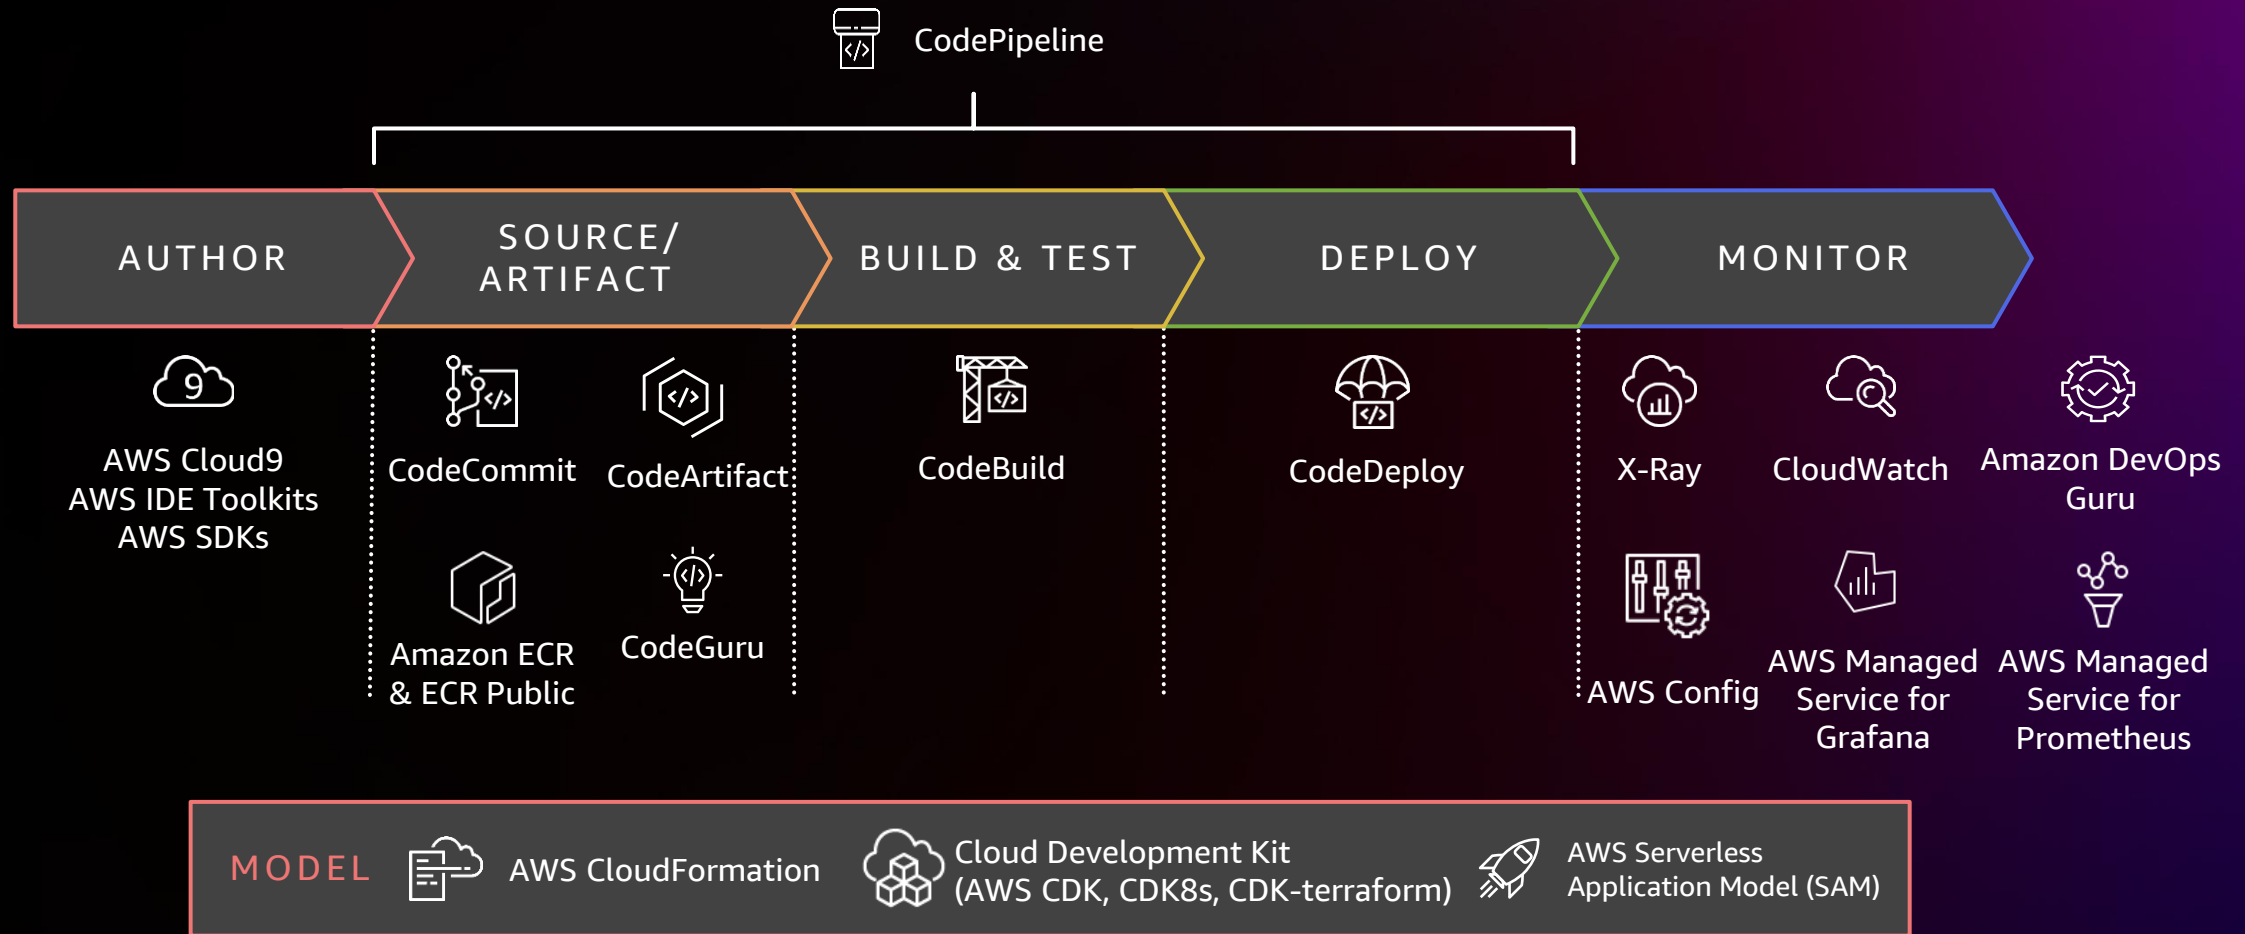 CodePipeline
AUTHOR
SOURCE/
ARTIFACT
BUILD & TEST
DEPLOY
MONITOR
9
AWS Cloud9
AWS IDE Toolkits
AWS SDKs
</>
CodeCommit
</>
CodeArtifact
Amazon ECR
& ECR Public
</>
CodeGuru
</>
CodeBuild
</>
CodeDeploy
X-Ray
CloudWatch
Amazon DevOps
Guru
AWS Config
AWS Managed
Service for
Grafana
AWS Managed
Service for
Prometheus
MODEL
AWS CloudFormation
Cloud Development Kit
(AWS CDK, CDK8s, CDK-terraform)
AWS Serverless
Application Model (SAM)